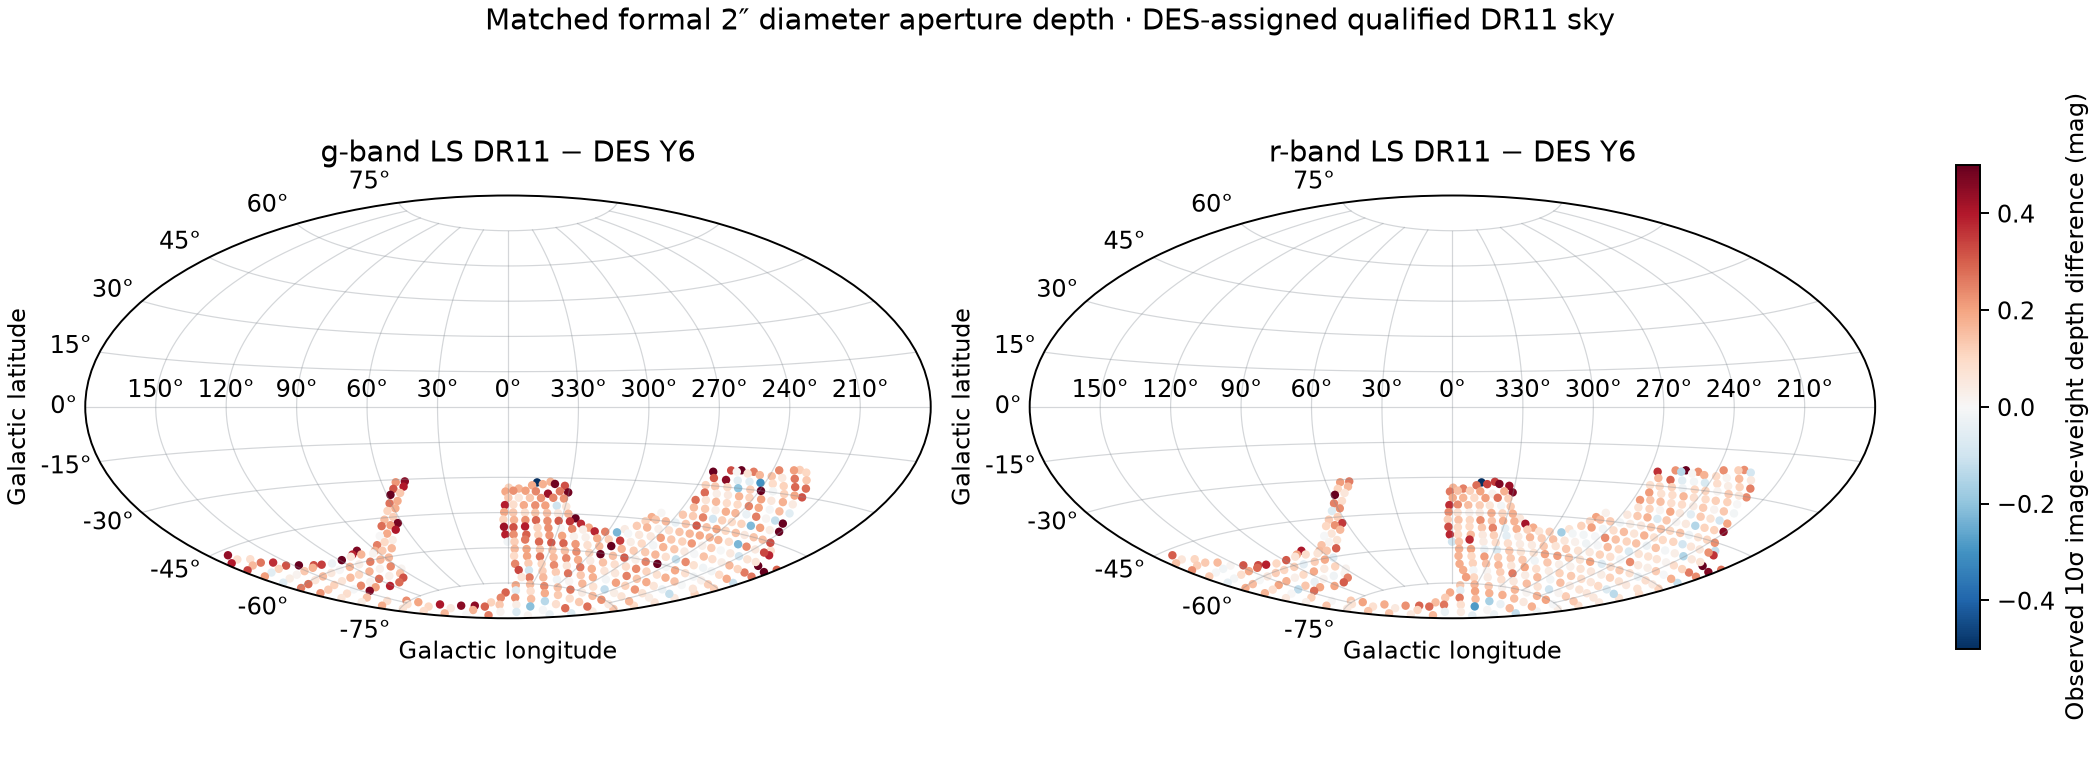 Matched formal 2″ diameter aperture depth · DES-assigned qualified DR11 sky
g-band LS DR11 − DES Y6
75°
60°
45°
30°
15°
0°
-15°
-30°
-45°
-60°
-75°
150° 120° 90° 60° 30° 0° 330° 300° 270° 240° 210°
Galactic latitude
Galactic longitude
r-band LS DR11 − DES Y6
75°
60°
45°
30°
15°
0°
-15°
-30°
-45°
-60°
-75°
150° 120° 90° 60° 30° 0° 330° 300° 270° 240° 210°
Galactic latitude
Galactic longitude
0.4
0.2
0.0
−0.2
−0.4
Observed 10σ image-weight depth difference (mag)